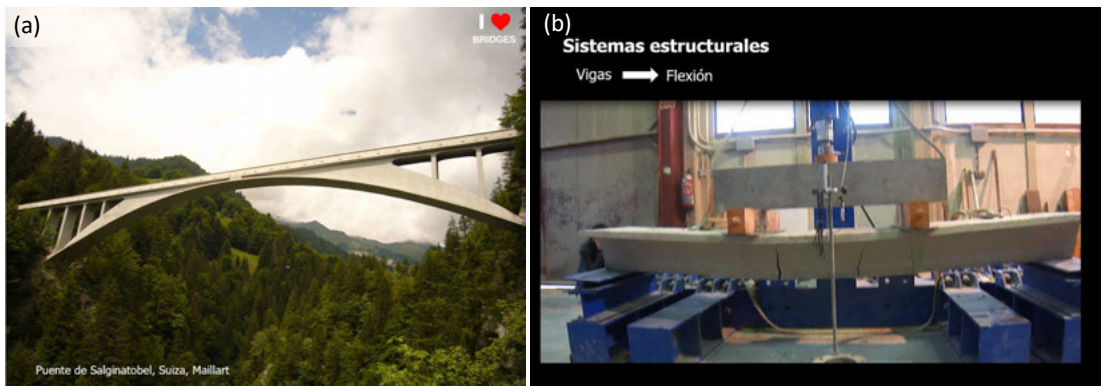 (a)
I ❤
BRIDGES
Puente de Salginatobel, Suiza, Maillart
(b)
Sistemas estructurales
Vigas → Flexión